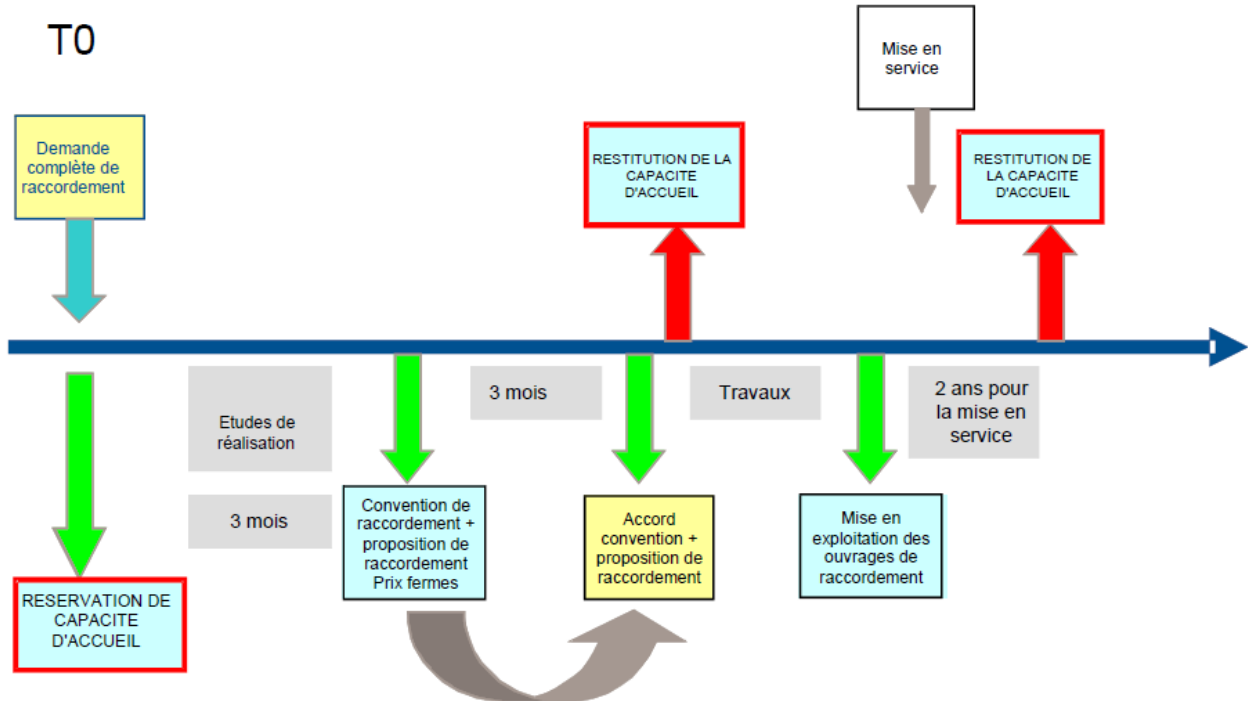 T0
Mise en
service
Demande
complète de
raccordement
RESTITUTION DE LA
CAPACITE
D'ACCUEIL
RESTITUTION DE
LA CAPACITE
D'ACCUEIL
Etudes de
réalisation
3 mois
Travaux
2 ans pour
la mise en
service
3 mois
Convention de
raccordement +
proposition de
raccordement
Prix fermes
Accord
convention +
proposition de
raccordement
Mise en
exploitation des
ouvrages de
raccordement
RESERVATION DE
CAPACITE
D'ACCUEIL